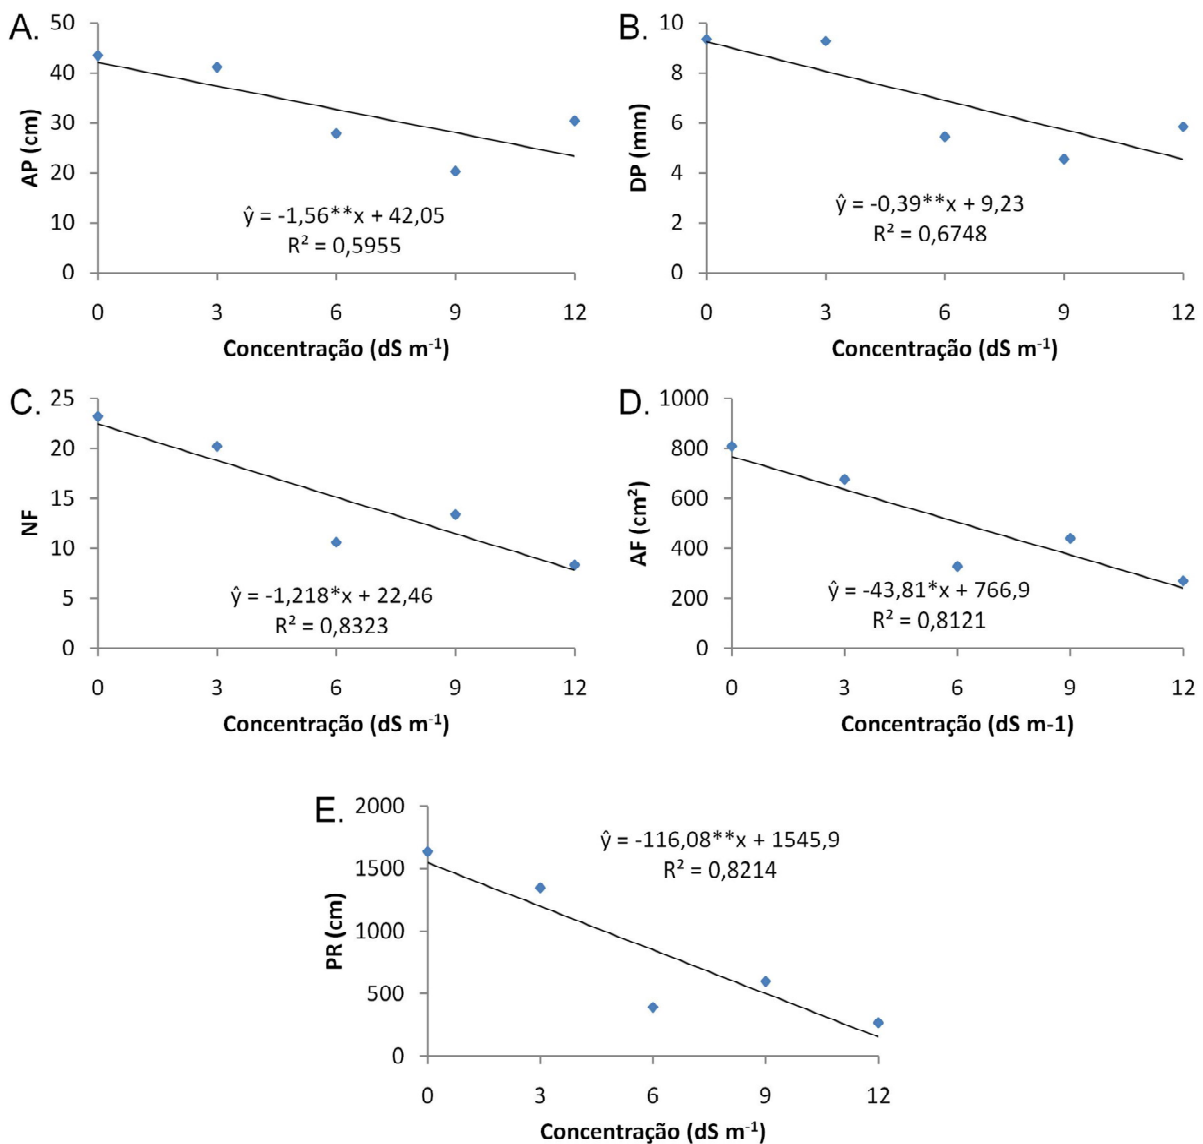 A.
50
40
30
20
10
0
AP (cm)
ŷ = -1,56**x + 42,05
R² = 0,5955
0 3 6 9 12
Concentração (dS m⁻¹)
B.
10
8
6
4
2
0
DP (mm)
ŷ = -0,39**x + 9,23
R² = 0,6748
0 3 6 9 12
Concentração (dS m⁻¹)
C.
25
20
15
10
5
0
NF
ŷ = -1,218*x + 22,46
R² = 0,8323
0 3 6 9 12
Concentração (dS m⁻¹)
D.
1000
800
600
400
200
0
AF (cm²)
ŷ = -43,81*x + 766,9
R² = 0,8121
0 3 6 9 12
Concentração (dS m-1)
E.
2000
1500
1000
500
0
PR (cm)
ŷ = -116,08**x + 1545,9
R² = 0,8214
0 3 6 9 12
Concentração (dS m⁻¹)